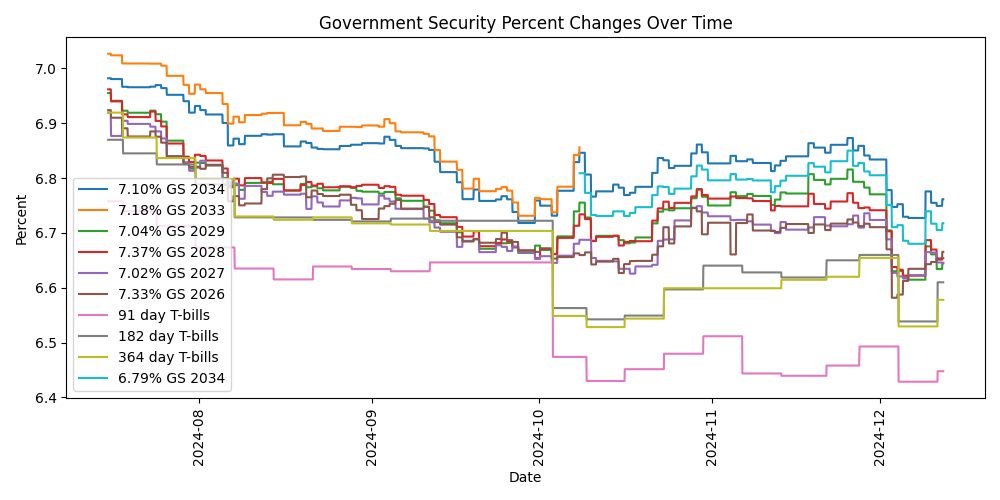 Government Security Percent Changes Over Time
Percent
7.0
6.9
6.8
6.7
6.6
6.5
6.4
7.10% GS 2034
7.18% GS 2033
7.04% GS 2029
7.37% GS 2028
7.02% GS 2027
7.33% GS 2026
91 day T-bills
182 day T-bills
364 day T-bills
6.79% GS 2034
2024-08
2024-09
2024-10
2024-11
2024-12
Date